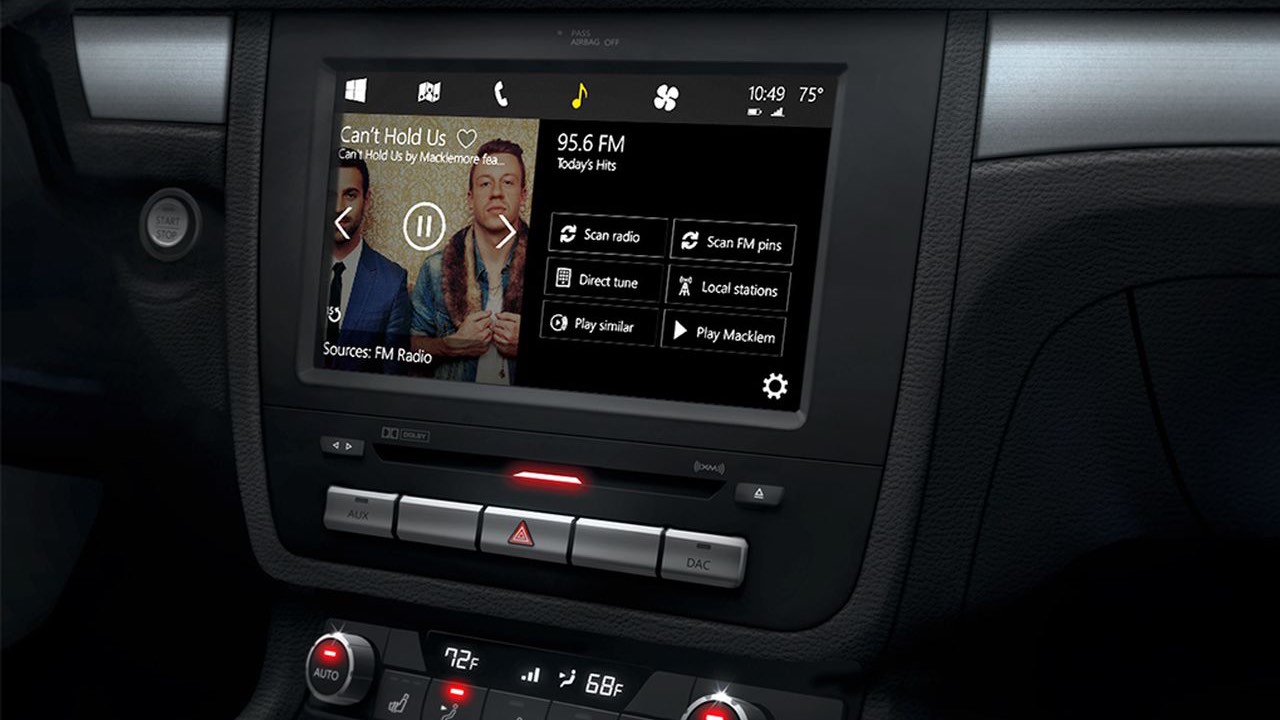 PASS
AIRBAG OFF
10:49 75°
Can't Hold Us
Can't Hold Us by Macklemore fea...
95.6 FM
Today's Hits
Scan radio
Scan FM pins
Direct tune
Local stations
Play similar
Play Macklem
Sources: FM Radio
START
STOP
DOLBY
XM
AUX
DAC
AUTO
72F
68F